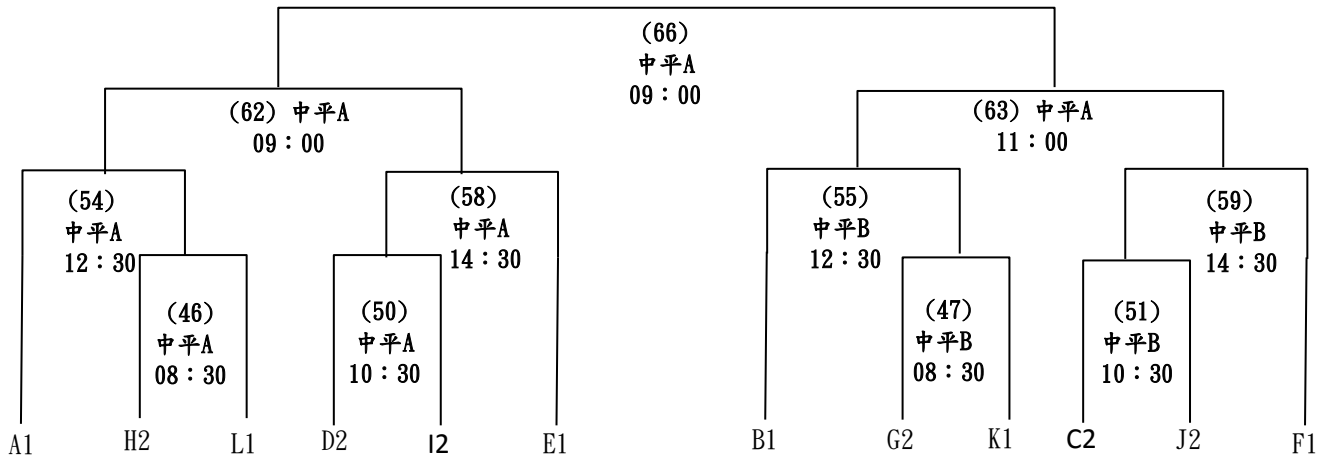 (66)
中平A
09：00
(62) 中平A
09：00
(63) 中平A
11：00
(54)
中平A
12：30
(58)
中平A
14：30
(55)
中平B
12：30
(59)
中平B
14：30
(46)
中平A
08：30
(50)
中平A
10：30
(47)
中平B
08：30
(51)
中平B
10：30
A1 H2 L1 D2 I2 E1 B1 G2 K1 C2 J2 F1